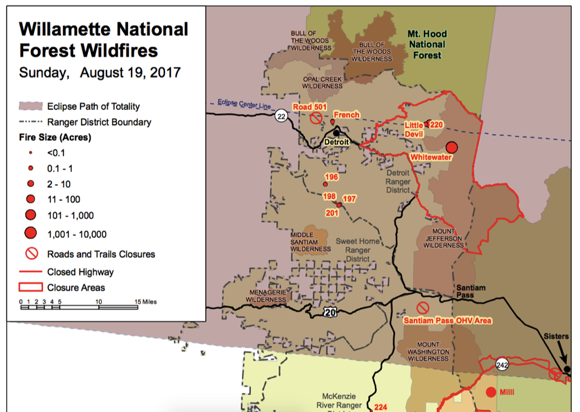 Willamette National
Forest Wildfires
Sunday, August 19, 2017
Eclipse Path of Totality
Ranger District Boundary
Fire Size (Acres)
<0.1
0.1 - 1
2 - 10
11 - 100
101 - 1,000
1,001 - 10,000
Roads and Trails Closures
Closed Highway
Closure Areas
0 1 2 3 4 5 10 15 Miles
BULL OF
THE WOODS
WILDERNESS
BULL OF
THE WOODS
WILDERNESS
Mt. Hood
National
Forest
OPAL CREEK
WILDERNESS
Eclipse Center Line
Road 501
French
22
Detroit
Little
Devil
220
Whitewater
196
198
197
201
Detroit
Ranger
District
MIDDLE
SANTIAM
WILDERNESS
Sweet Home
Ranger
District
MOUNT
JEFFERSON
WILDERNESS
MENAGERIE
WILDERNESS
Santiam
Pass
20
Santiam Pass OHV Area
Sisters
MOUNT
WASHINGTON
WILDERNESS
242
Milli
McKenzie
River Ranger
224